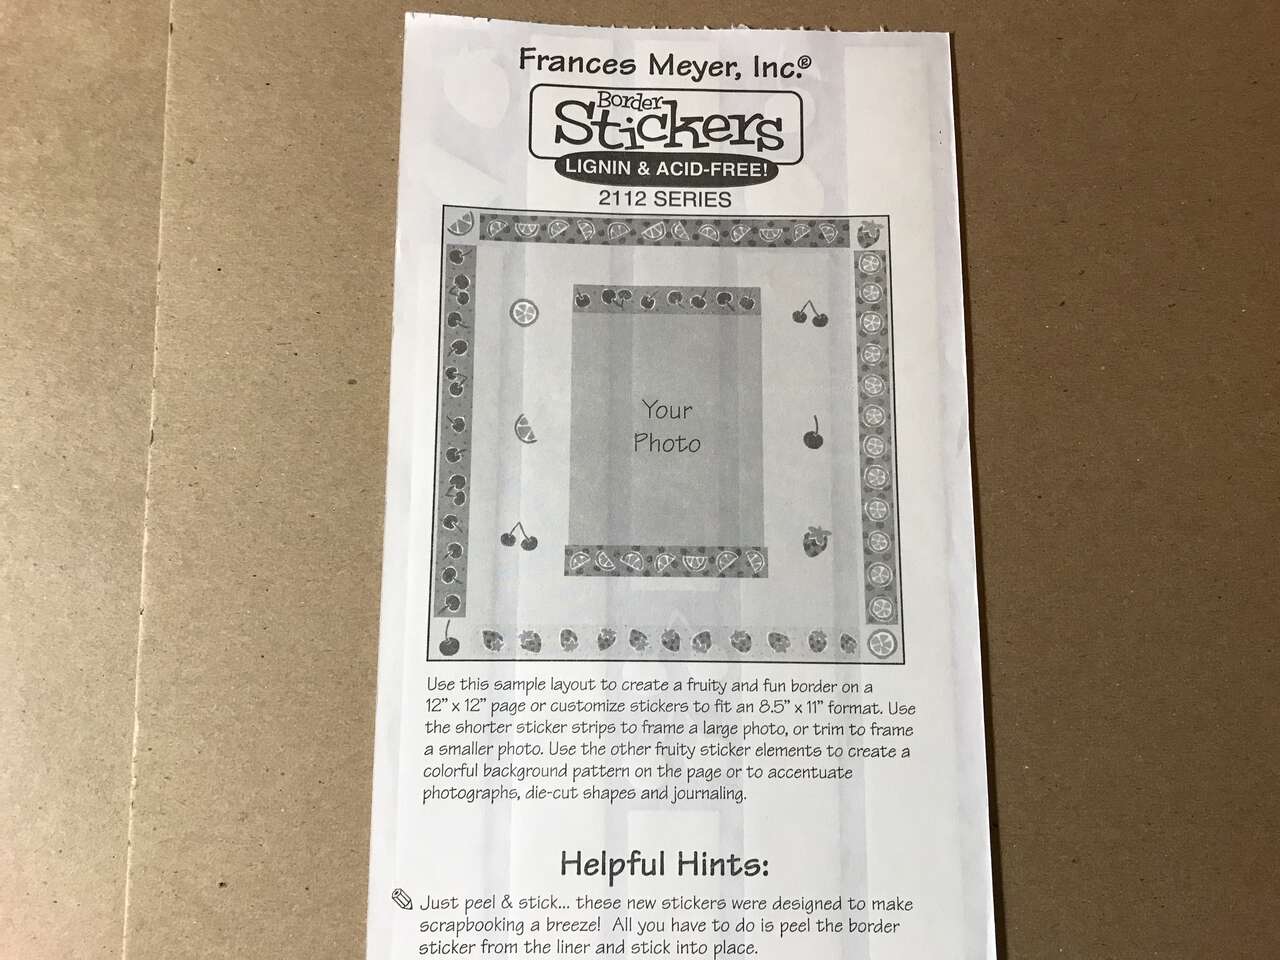 Frances Meyer, Inc.®
Border
Stickers
LIGNIN & ACID-FREE!
2112 SERIES
Your
Photo
Use this sample layout to create a fruity and fun border on a
12" x 12" page or customize stickers to fit an 8.5" x 11" format. Use
the shorter sticker strips to frame a large photo, or trim to frame
a smaller photo. Use the other fruity sticker elements to create a
colorful background pattern on the page or to accentuate
photographs, die-cut shapes and journaling.
Helpful Hints:
Just peel & stick... these new stickers were designed to make
scrapbooking a breeze! All you have to do is peel the border
sticker from the liner and stick into place.